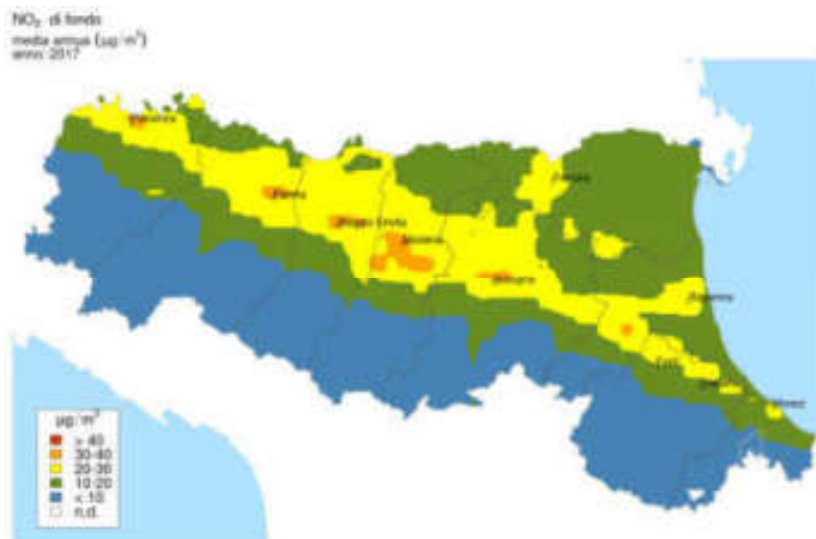 NO₂ di fondo
media annua (µg/m³)
anno: 2017
Piacenza
Parma
Reggio Emilia
Modena
Ferrara
Bologna
Ravenna
Forlì
Rimini
µg/m³
> 40
30-40
20-30
10-20
< 10
n.d.